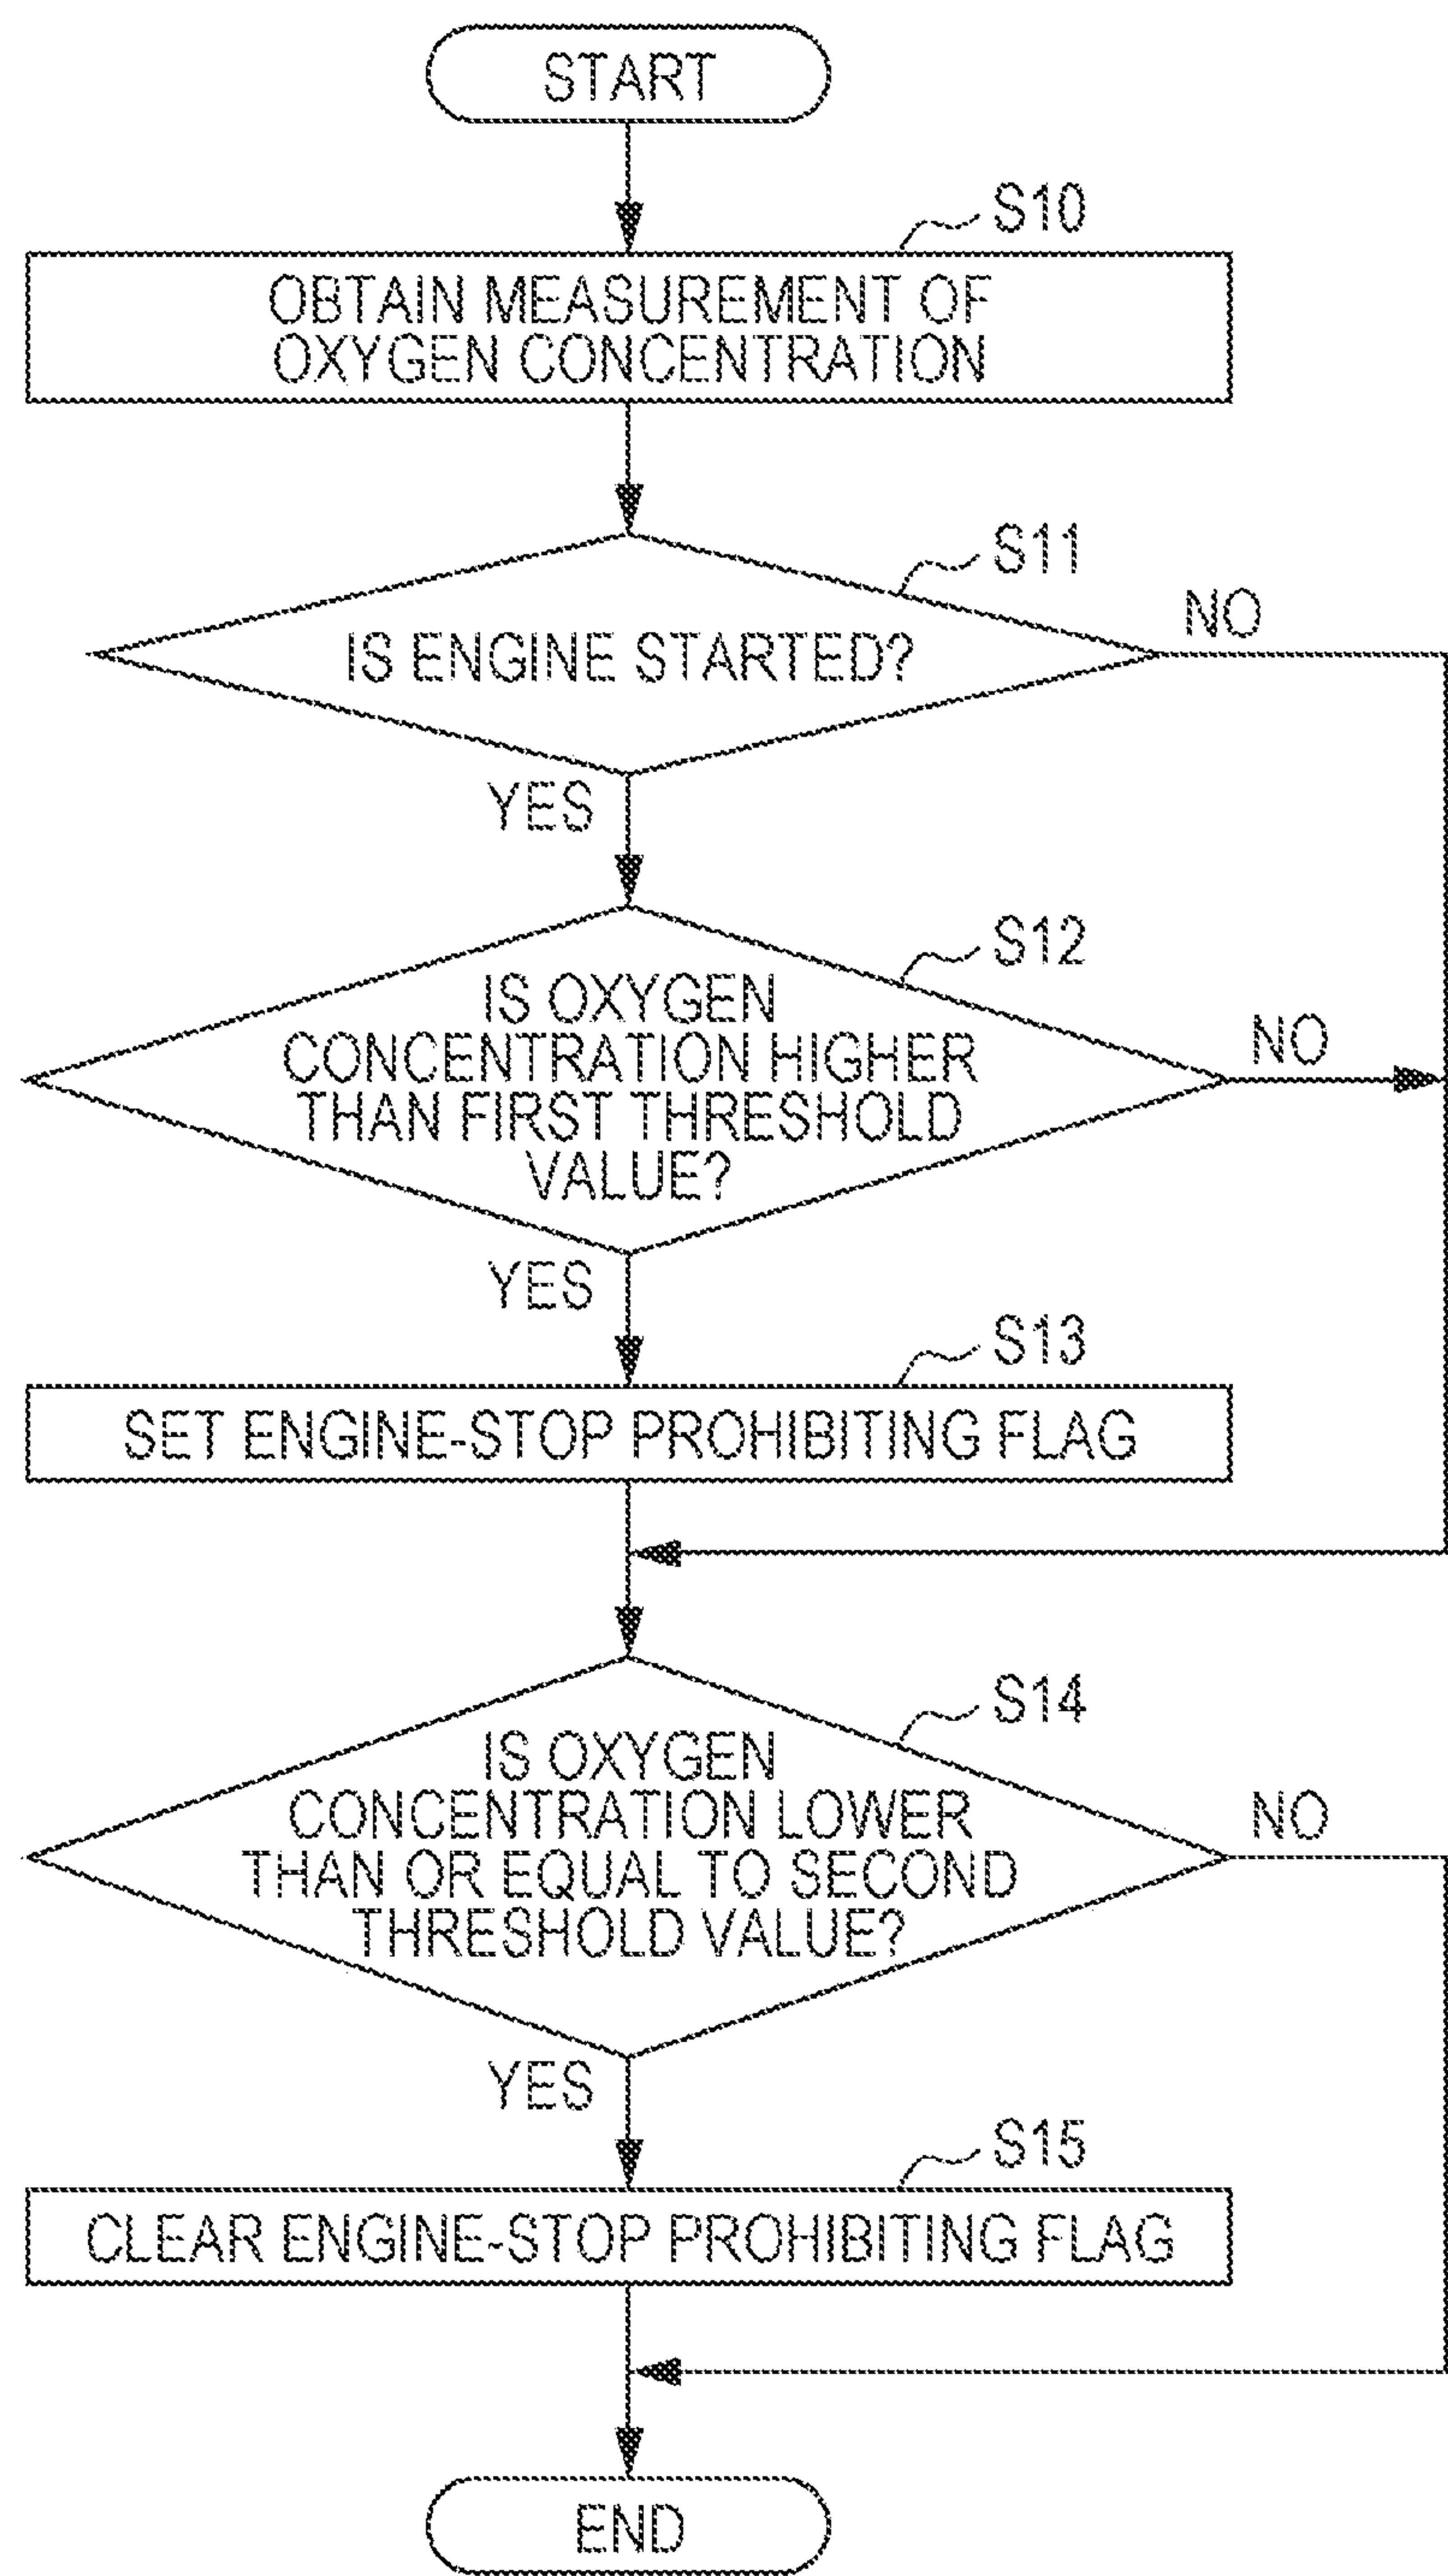 START
S10
OBTAIN MEASUREMENT OF
OXYGEN CONCENTRATION
S11
IS ENGINE STARTED?
NO
YES
S12
IS OXYGEN
CONCENTRATION HIGHER
THAN FIRST THRESHOLD
VALUE?
NO
YES
S13
SET ENGINE-STOP PROHIBITING FLAG
S14
IS OXYGEN
CONCENTRATION LOWER
THAN OR EQUAL TO SECOND
THRESHOLD VALUE?
NO
YES
S15
CLEAR ENGINE-STOP PROHIBITING FLAG
END